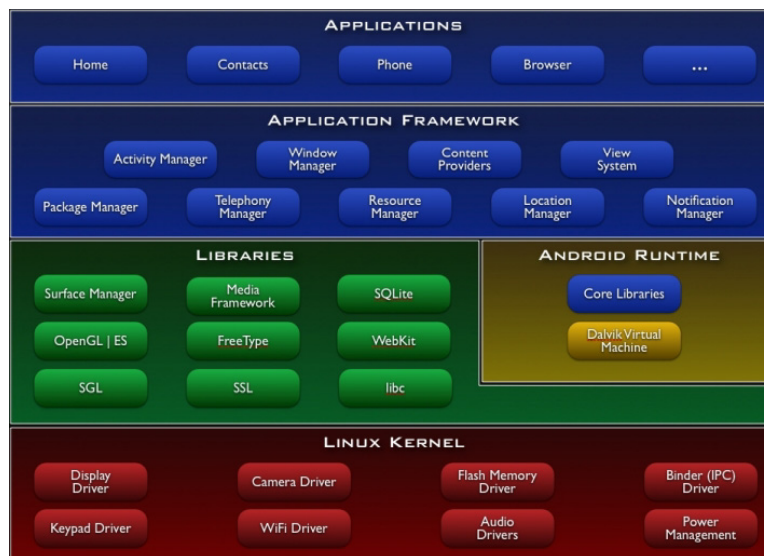 APPLICATIONS
Home
Contacts
Phone
Browser
...
APPLICATION FRAMEWORK
Activity Manager
Window
Manager
Content
Providers
View
System
Package Manager
Telephony
Manager
Resource
Manager
Location
Manager
Notification
Manager
LIBRARIES
Surface Manager
Media
Framework
SQLite
OpenGL | ES
FreeType
WebKit
SGL
SSL
libc
ANDROID RUNTIME
Core Libraries
Dalvik Virtual
Machine
LINUX KERNEL
Display
Driver
Camera Driver
Flash Memory
Driver
Binder (IPC)
Driver
Keypad Driver
WiFi Driver
Audio
Drivers
Power
Management